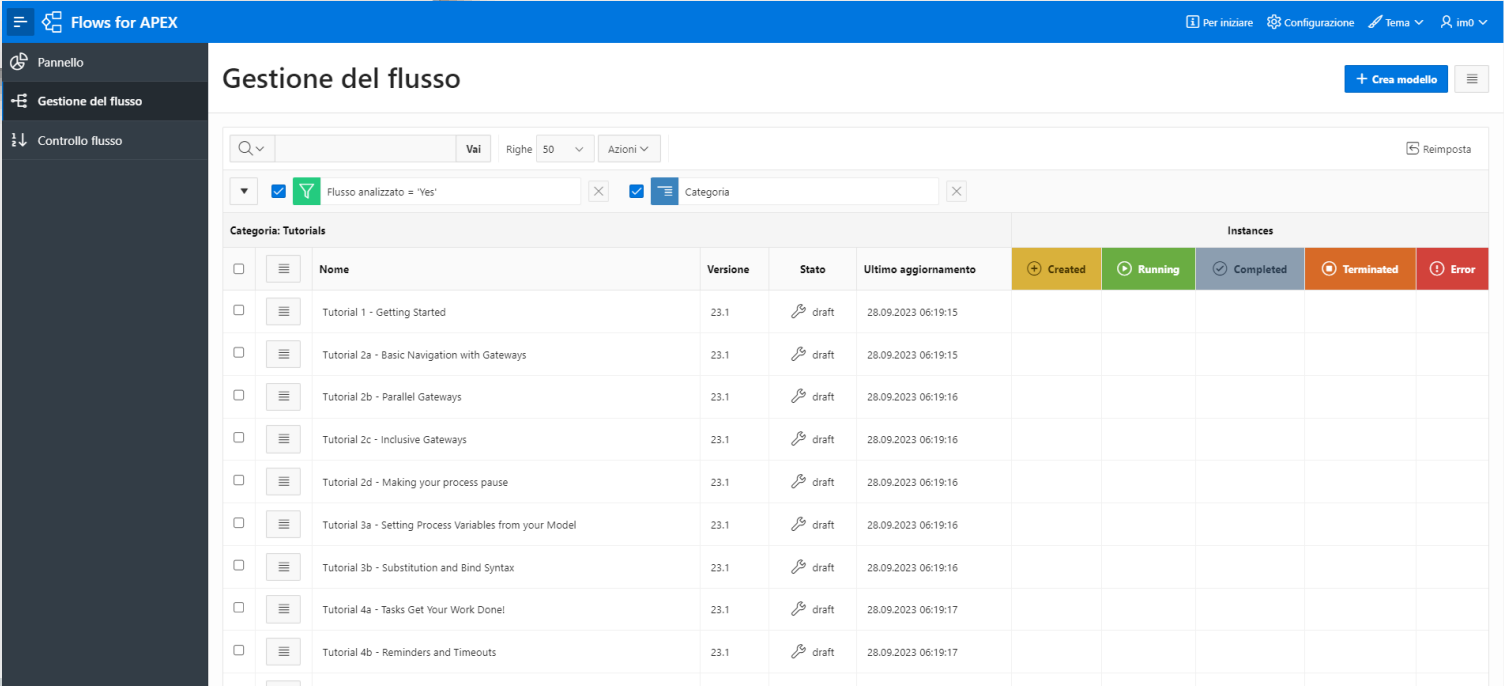 Flows for APEX
Per iniziare Configurazione Tema im0
Pannello
Gestione del flusso
Controllo flusso
Gestione del flusso
Crea modello
Vai Righe 50 Azioni Reimposta
Flusso analizzato = 'Yes' Categoria
Categoria: Tutorials Instances
Nome Versione Stato Ultimo aggiornamento Created Running Completed Terminated Error
Tutorial 1 - Getting Started 23.1 draft 28.09.2023 06:19:15
Tutorial 2a - Basic Navigation with Gateways 23.1 draft 28.09.2023 06:19:15
Tutorial 2b - Parallel Gateways 23.1 draft 28.09.2023 06:19:16
Tutorial 2c - Inclusive Gateways 23.1 draft 28.09.2023 06:19:16
Tutorial 2d - Making your process pause 23.1 draft 28.09.2023 06:19:16
Tutorial 3a - Setting Process Variables from your Model 23.1 draft 28.09.2023 06:19:16
Tutorial 3b - Substitution and Bind Syntax 23.1 draft 28.09.2023 06:19:16
Tutorial 4a - Tasks Get Your Work Done! 23.1 draft 28.09.2023 06:19:17
Tutorial 4b - Reminders and Timeouts 23.1 draft 28.09.2023 06:19:17